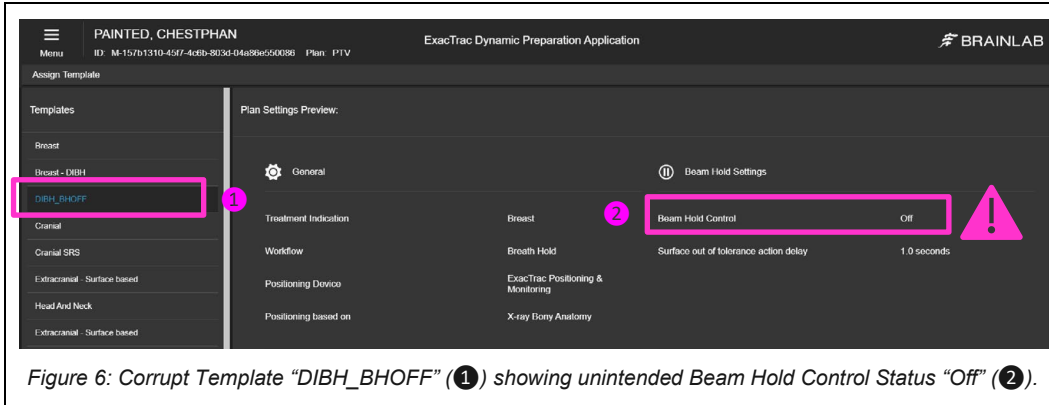 PAINTED, CHESTPHAN
Menu
ID: M-157b1310-45f7-4c6b-803d-04a86e550086 Plan: PTV
ExacTrac Dynamic Preparation Application
BRAINLAB
Assign Template
Templates
Plan Settings Preview:
Breast
Breast - DIBH
General
Beam Hold Settings
DIBH_BHOFF
1
Cranial
Treatment Indication Breast
2
Beam Hold Control Off
Cranial SRS
Workflow Breath Hold
Surface out of tolerance action delay 1.0 seconds
Extracranial - Surface based
Positioning Device ExacTrac Positioning &
Monitoring
Head And Neck
Positioning based on X-ray Bony Anatomy
Extracranial - Surface based
Figure 6: Corrupt Template “DIBH_BHOFF” (❶) showing unintended Beam Hold Control Status “Off” (❷).